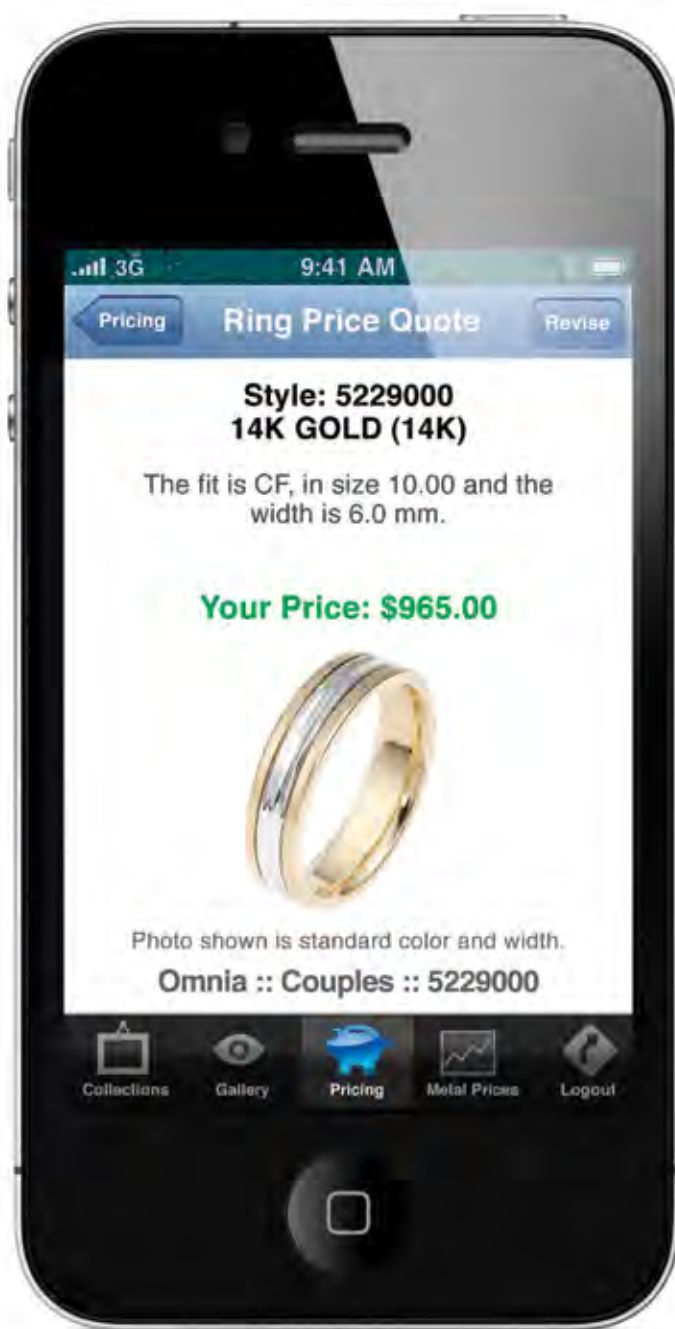 3G 9:41 AM
Pricing Ring Price Quote Revise
Style: 5229000
14K GOLD (14K)
The fit is CF, in size 10.00 and the
width is 6.0 mm.
Your Price: $965.00
Photo shown is standard color and width.
Omnia :: Couples :: 5229000
Collections Gallery Pricing Metal Prices Logout